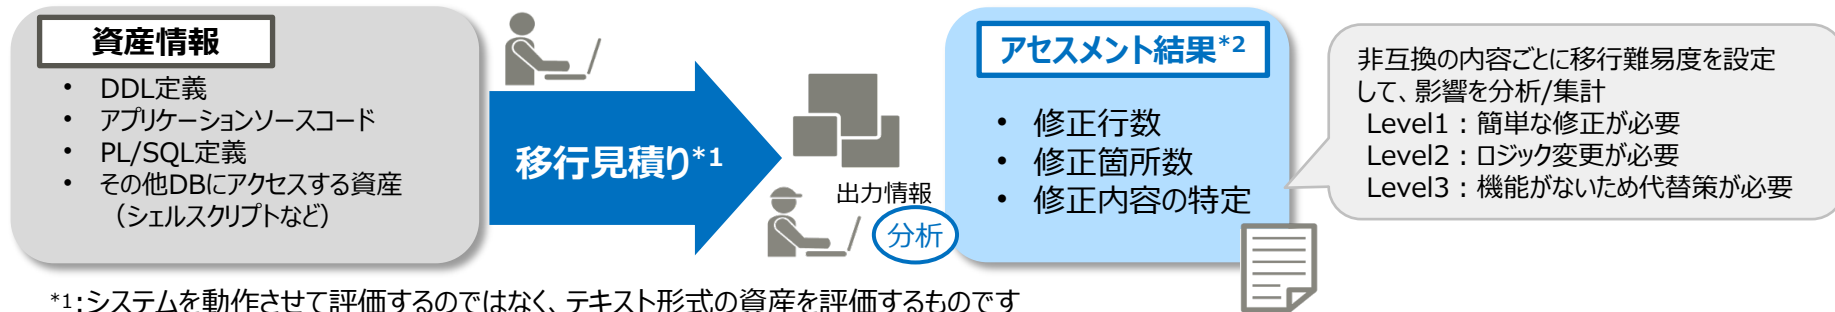 資産情報
• DDL定義
• アプリケーションソースコード
• PL/SQL定義
• その他DBにアクセスする資産
（シェルスクリプトなど）
移行見積り*1
出力情報
分析
アセスメント結果*2
• 修正行数
• 修正箇所数
• 修正内容の特定
非互換の内容ごとに移行難易度を設定
して、影響を分析/集計
Level1：簡単な修正が必要
Level2：ロジック変更が必要
Level3：機能がないため代替策が必要
*1:システムを動作させて評価するのではなく、テキスト形式の資産を評価するものです